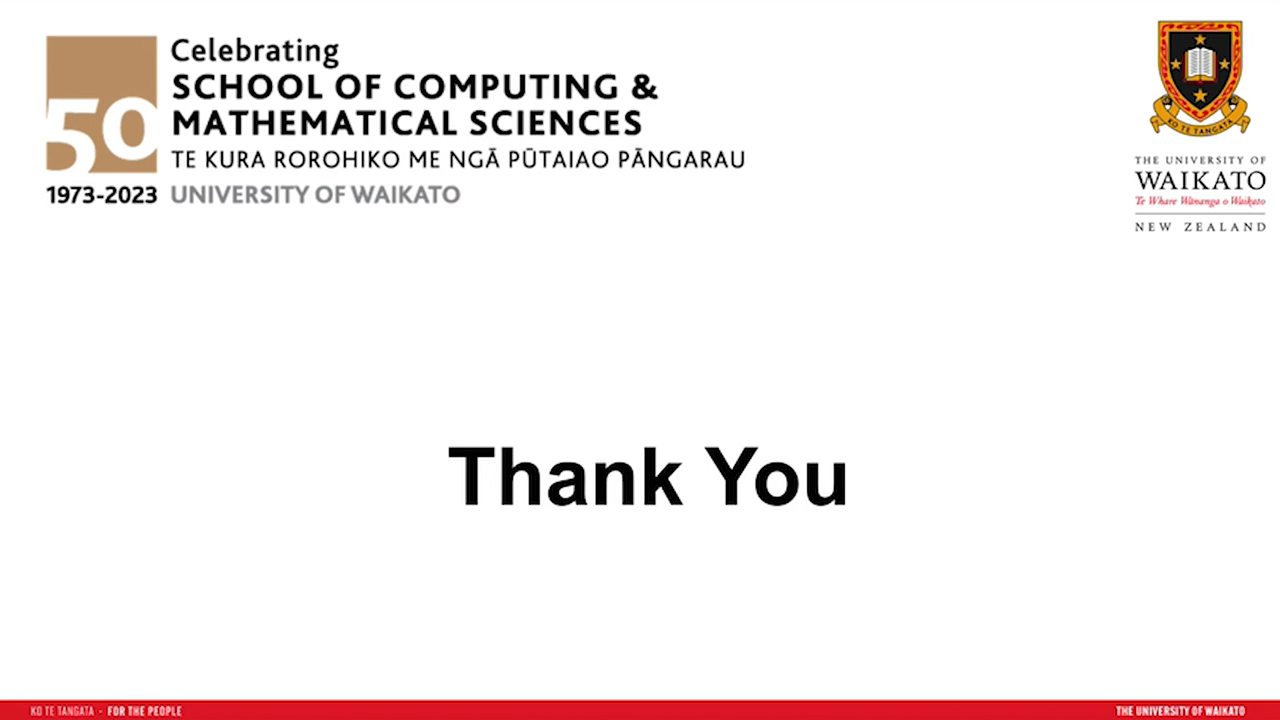 Celebrating
SCHOOL OF COMPUTING &
MATHEMATICAL SCIENCES
TE KURA ROROHIKO ME NGĀ PŪTAIAO PĀNGARAU
50
1973-2023 UNIVERSITY OF WAIKATO
KO TE TANGATA
THE UNIVERSITY OF
WAIKATO
Te Whare Wānanga o Waikato
NEW ZEALAND
Thank You
KO TE TANGATA - FOR THE PEOPLE
THE UNIVERSITY OF WAIKATO